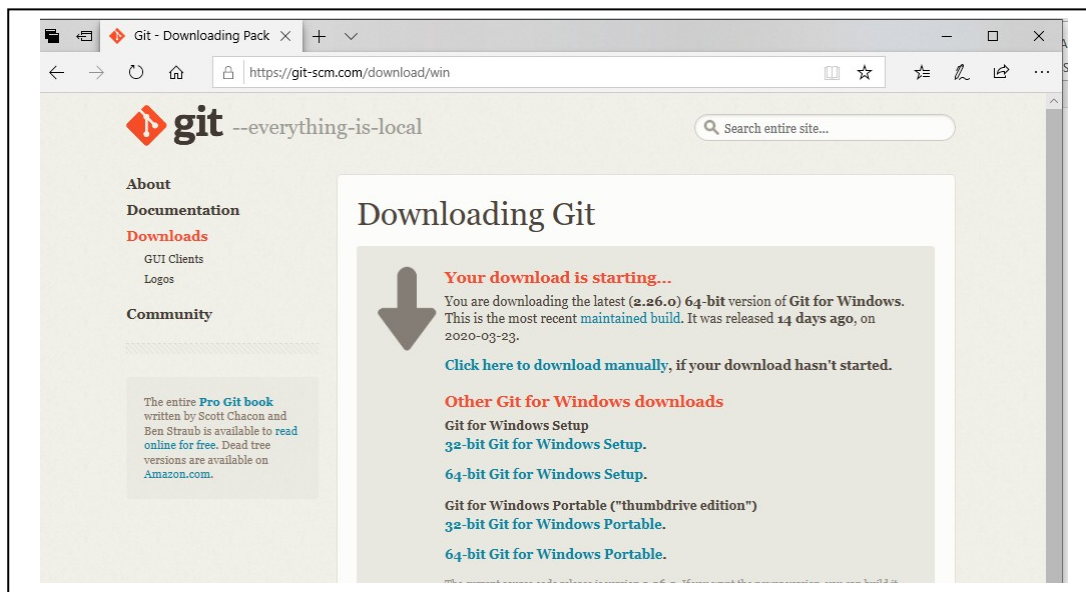 Git - Downloading Pack
https://git-scm.com/download/win
git --everything-is-local
Search entire site...
About
Documentation
Downloads
GUI Clients
Logos
Community
The entire Pro Git book
written by Scott Chacon and
Ben Straub is available to read
online for free. Dead tree
versions are available on
Amazon.com.
Downloading Git
Your download is starting...
You are downloading the latest (2.26.0) 64-bit version of Git for Windows.
This is the most recent maintained build. It was released 14 days ago, on
2020-03-23.
Click here to download manually, if your download hasn't started.
Other Git for Windows downloads
Git for Windows Setup
32-bit Git for Windows Setup.
64-bit Git for Windows Setup.
Git for Windows Portable ("thumbdrive edition")
32-bit Git for Windows Portable.
64-bit Git for Windows Portable.